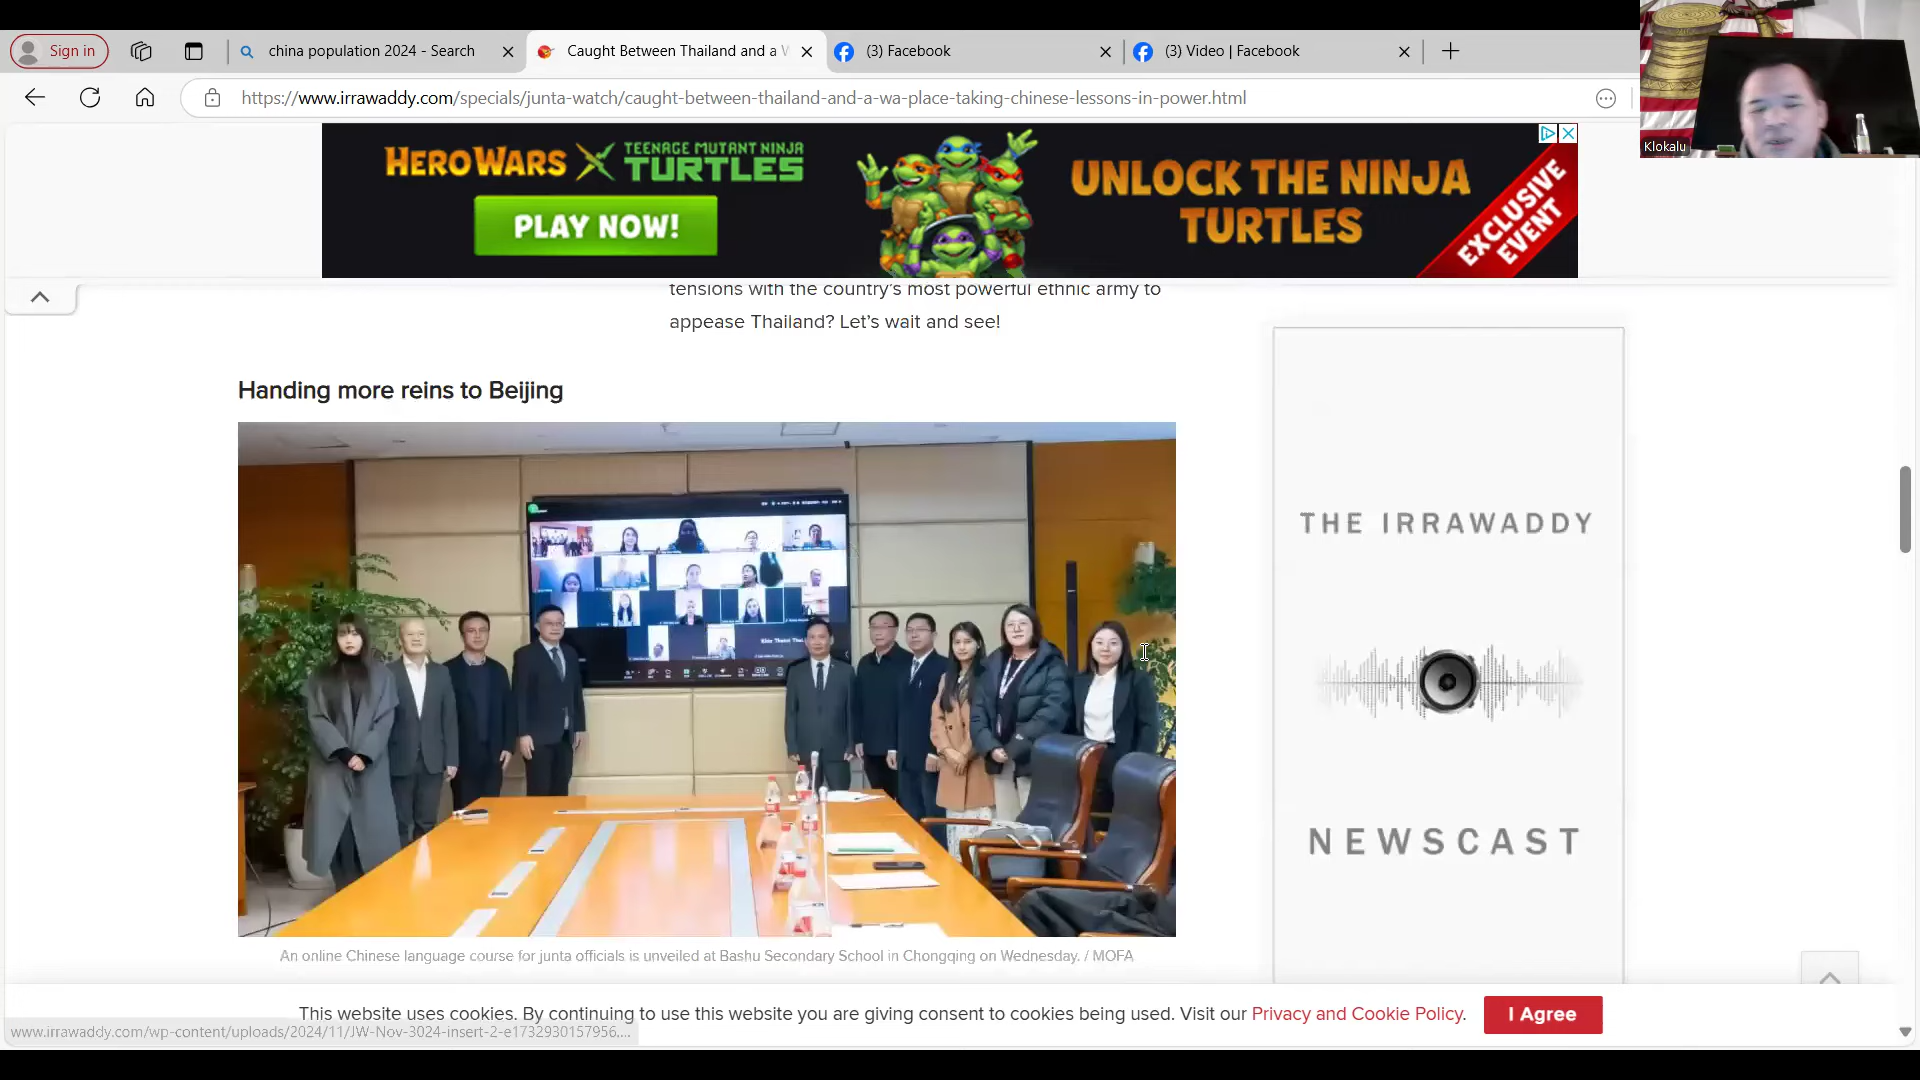 Sign in
china population 2024 - Search
Caught Between Thailand and a W
(3) Facebook
(3) Video | Facebook
https://www.irrawaddy.com/specials/junta-watch/caught-between-thailand-and-a-wa-place-taking-chinese-lessons-in-power.html
Klokalu
HERO WARS X TEENAGE MUTANT NINJA TURTLES
PLAY NOW!
UNLOCK THE NINJA
TURTLES
EXCLUSIVE
EVENT
tensions with the country's most powerful ethnic army to
appease Thailand? Let's wait and see!
Handing more reins to Beijing
THE IRRAWADDY
NEWSCAST
An online Chinese language course for junta officials is unveiled at Bashu Secondary School in Chongqing on Wednesday. / MOFA
This website uses cookies. By continuing to use this website you are giving consent to cookies being used. Visit our Privacy and Cookie Policy.
I Agree
www.irrawaddy.com/wp-content/uploads/2024/11/JW-Nov-3024-insert-2-e1732930157956....